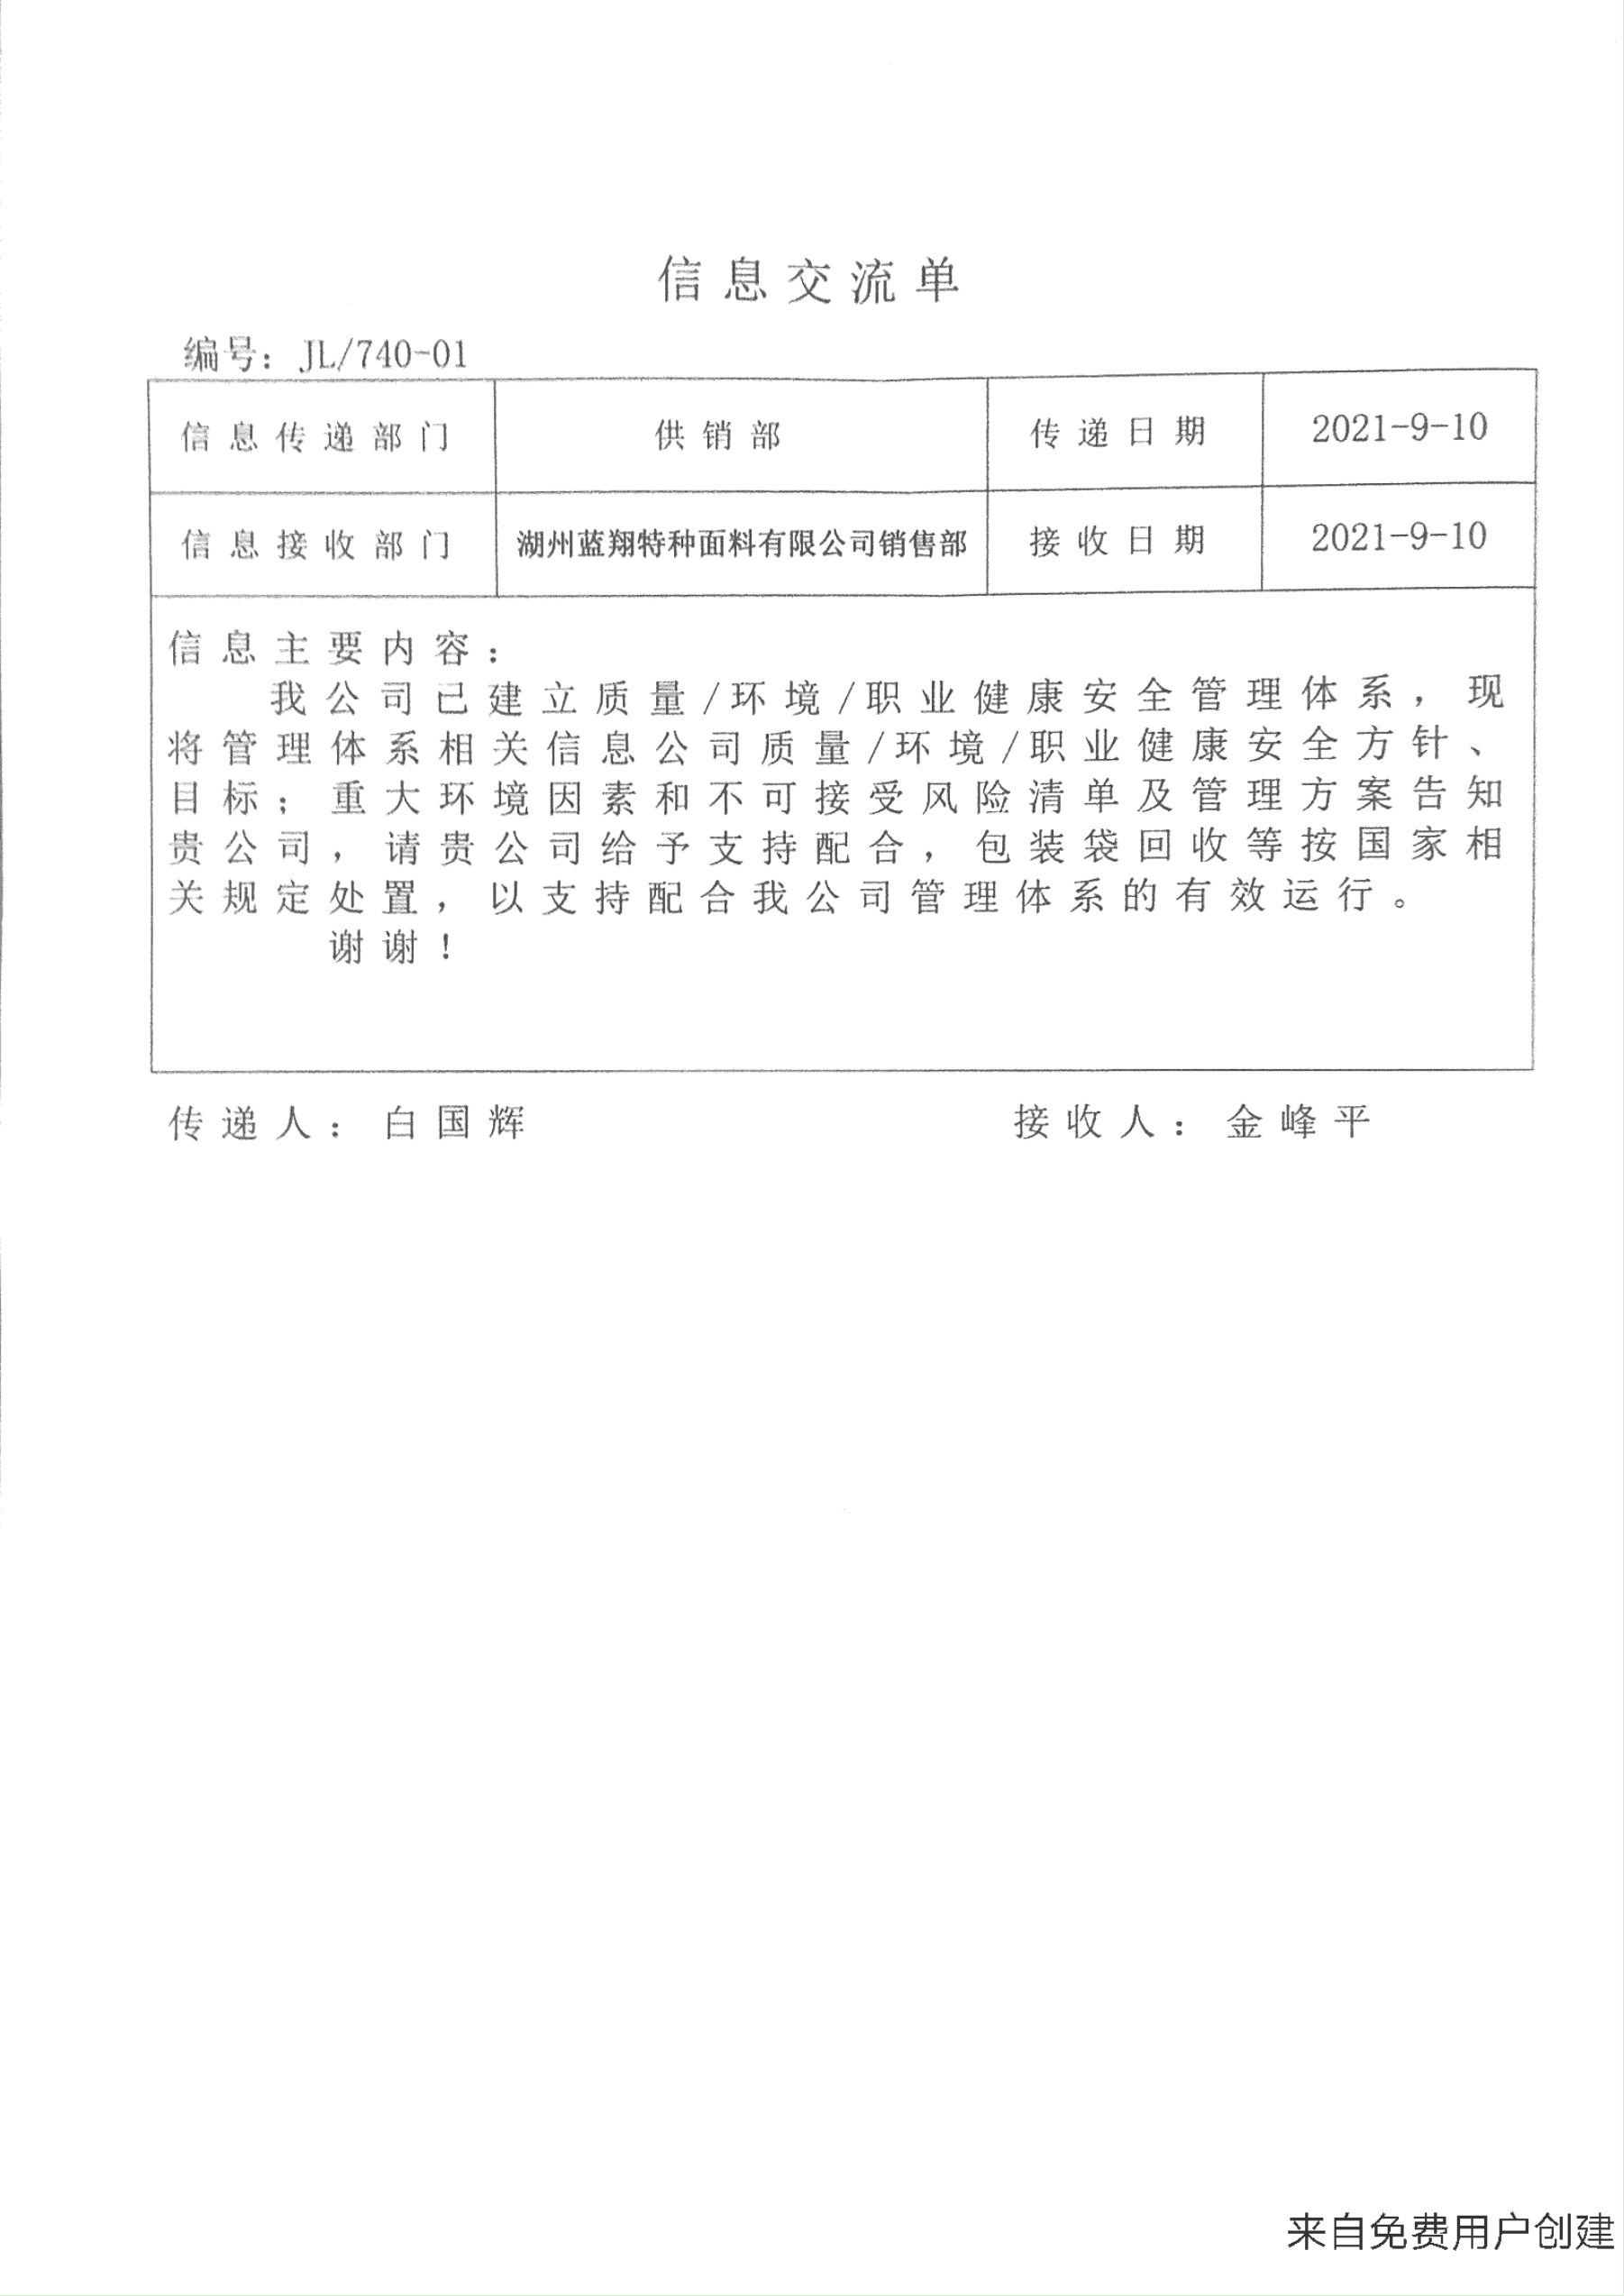 信息交流单
编号：JL/740-01
信息传递部门 供销部 传递日期 2021-9-10
信息接收部门 湖州蓝翔特种面料有限公司销售部 接收日期 2021-9-10
信息主要内容：
我公司已建立质量/环境/职业健康安全管理体系，现
将管理体系相关信息公司质量/环境/职业健康安全方针、
目标；重大环境因素和不可接受风险清单及管理方案告知
贵公司，请贵公司给予支持配合，包装袋回收等按国家相
关规定处置，以支持配合我公司管理体系的有效运行。
谢谢！
传递人：白国辉 接收人：金峰平
来自免费用户创建